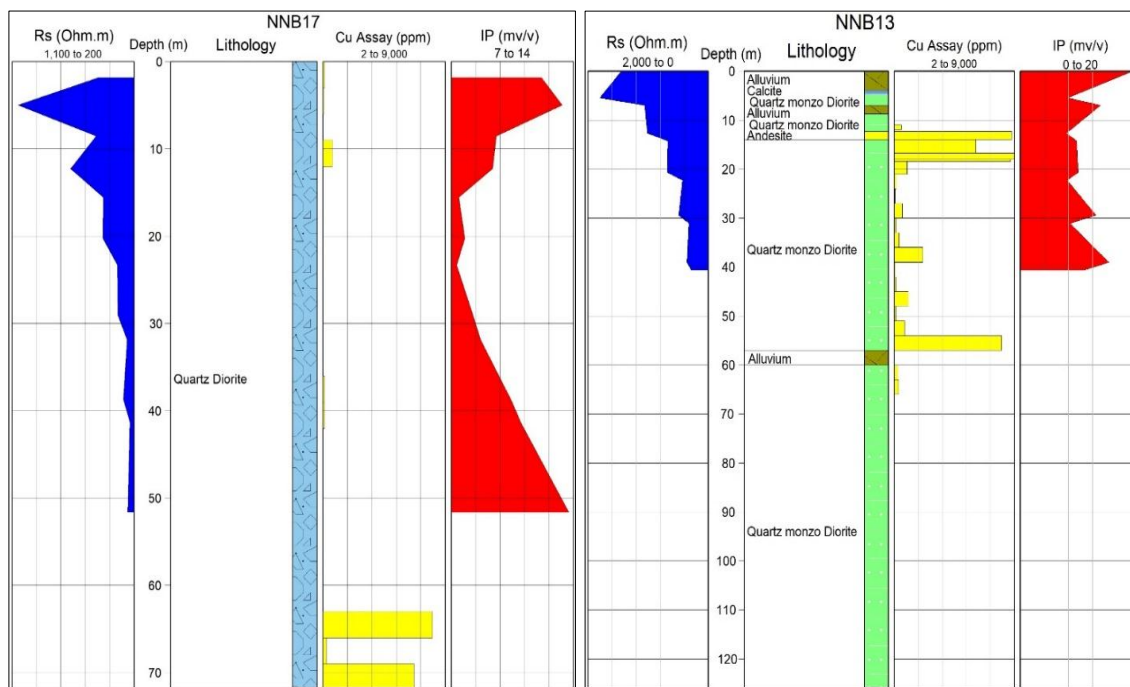 NNB17
Rs (Ohm.m)
1,100 to 200
Depth (m)
Lithology
Cu Assay (ppm)
2 to 9,000
IP (mv/v)
7 to 14
0
10
20
30
40
50
60
70
Quartz Diorite
NNB13
Rs (Ohm.m)
2,000 to 0
Depth (m)
Lithology
Cu Assay (ppm)
2 to 9,000
IP (mv/v)
0 to 20
0
10
20
30
40
50
60
70
80
90
100
110
120
Alluvium
Calcite
Quartz monzo Diorite
Alluvium
Quartz monzo Diorite
Andesite
Quartz monzo Diorite
Alluvium
Quartz monzo Diorite